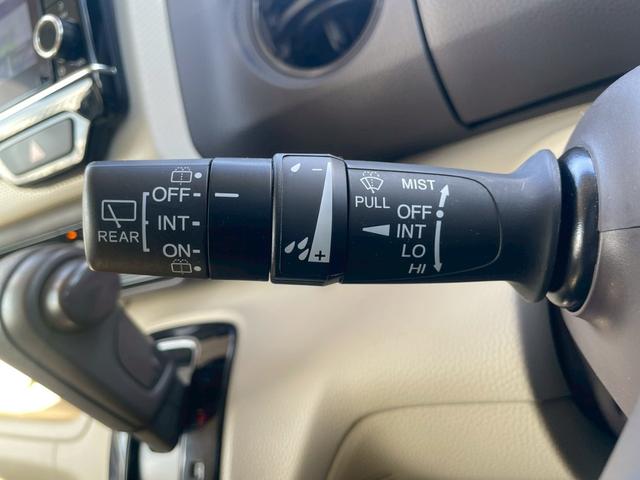 REAR
OFF
INT
ON
-
+
PULL
MIST
OFF
INT
LO
HI